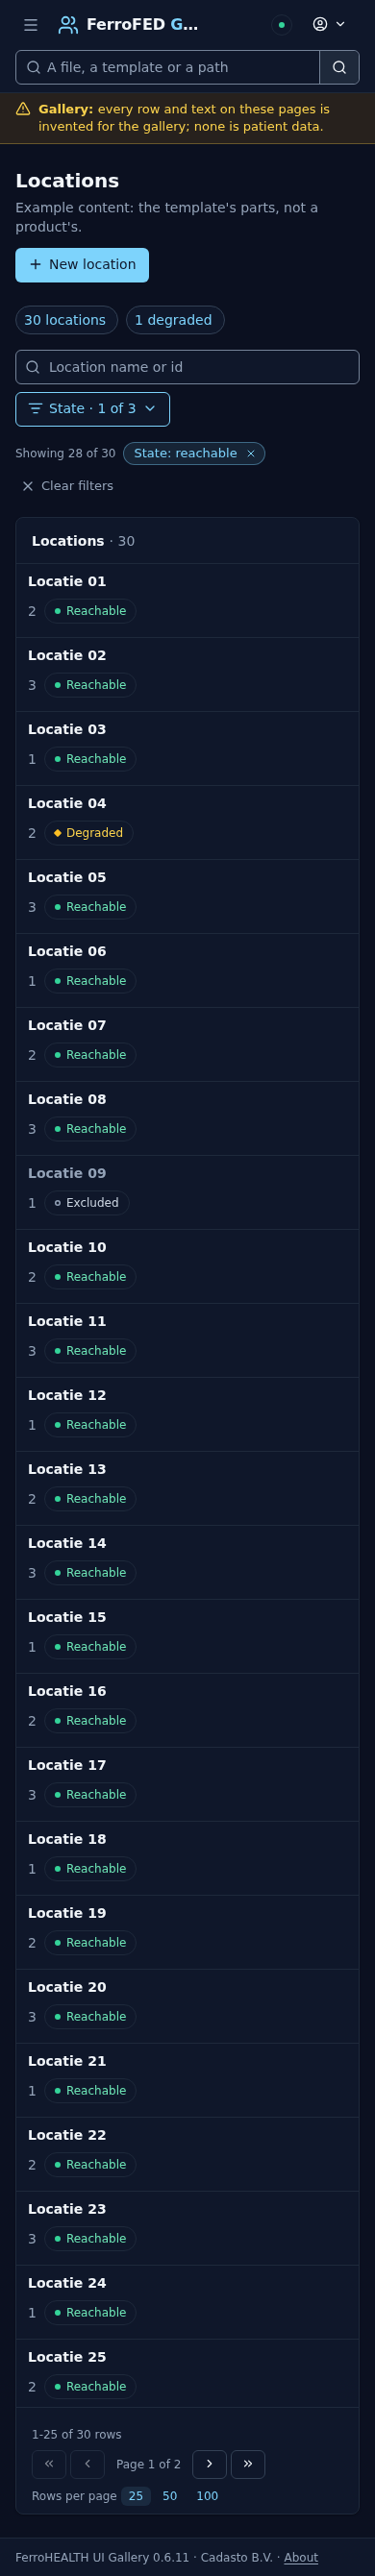 FerroFED G...
A file, a template or a path
Gallery: every row and text on these pages is
invented for the gallery; none is patient data.
Locations
Example content: the template's parts, not a
product's.
New location
30 locations 1 degraded
Location name or id
State · 1 of 3
Showing 28 of 30 State: reachable
Clear filters
Locations · 30
Locatie 01
2 Reachable
Locatie 02
3 Reachable
Locatie 03
1 Reachable
Locatie 04
2 Degraded
Locatie 05
3 Reachable
Locatie 06
1 Reachable
Locatie 07
2 Reachable
Locatie 08
3 Reachable
Locatie 09
1 Excluded
Locatie 10
2 Reachable
Locatie 11
3 Reachable
Locatie 12
1 Reachable
Locatie 13
2 Reachable
Locatie 14
3 Reachable
Locatie 15
1 Reachable
Locatie 16
2 Reachable
Locatie 17
3 Reachable
Locatie 18
1 Reachable
Locatie 19
2 Reachable
Locatie 20
3 Reachable
Locatie 21
1 Reachable
Locatie 22
2 Reachable
Locatie 23
3 Reachable
Locatie 24
1 Reachable
Locatie 25
2 Reachable
1-25 of 30 rows
Page 1 of 2
Rows per page 25 50 100
FerroHEALTH UI Gallery 0.6.11 · Cadasto B.V. · About